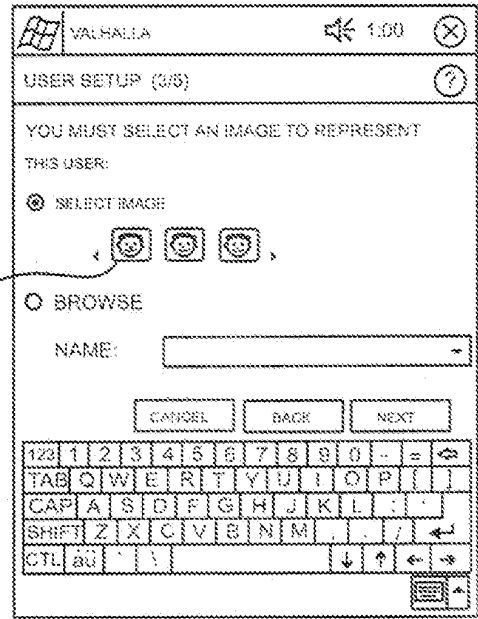 VALHALLA 1:00
USER SETUP (3/5)
YOU MUST SELECT AN IMAGE TO REPRESENT
THIS USER:
SELECT IMAGE
BROWSE
NAME:
CANCEL BACK NEXT
123 1 2 3 4 5 6 7 8 9 0 - =
TAB Q W E R T Y U I O P [ ]
CAP A S D F G H J K L ; '
SHIFT Z X C V B N M , . /
CTL áü ` \